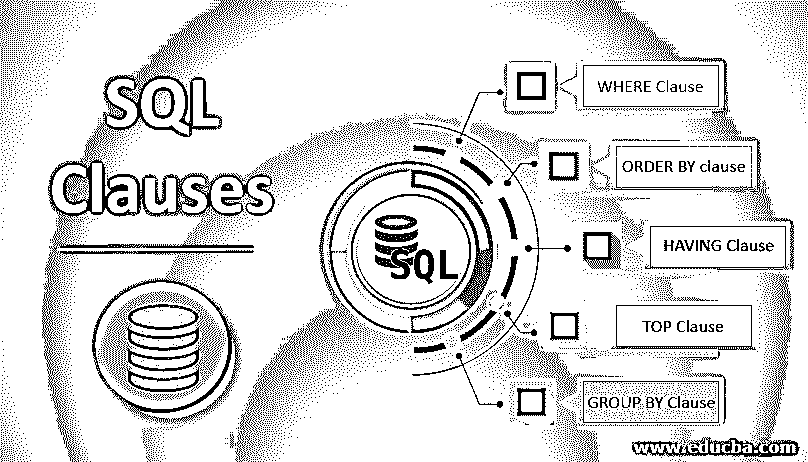 SQL
Clauses
SQL
WHERE Clause
ORDER BY clause
HAVING Clause
TOP Clause
GROUP BY Clause
www.educba.com